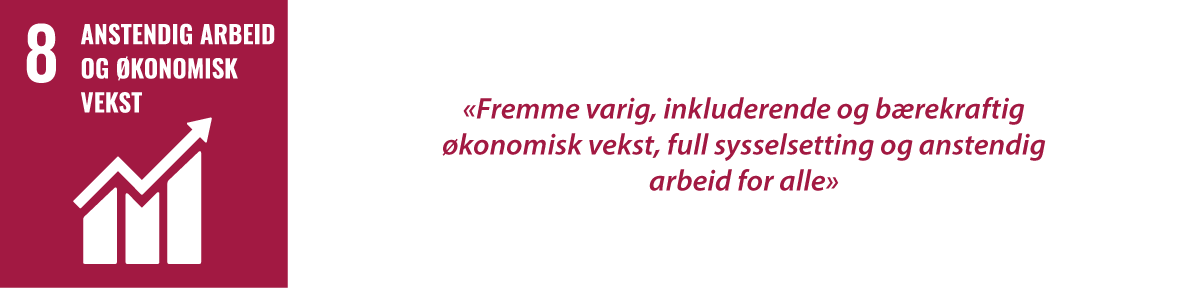 8
ANSTENDIG ARBEID
OG ØKONOMISK
VEKST
«Fremme varig, inkluderende og bærekraftig
økonomisk vekst, full sysselsetting og anstendig
arbeid for alle»